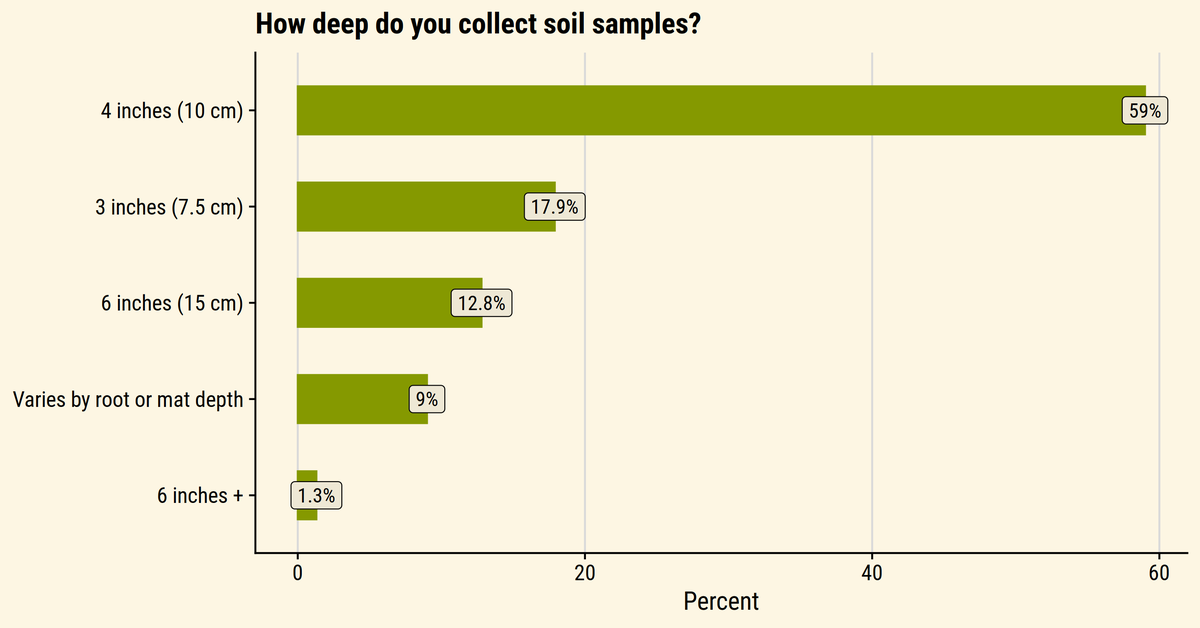 How deep do you collect soil samples?
4 inches (10 cm)
59%
3 inches (7.5 cm)
17.9%
6 inches (15 cm)
12.8%
Varies by root or mat depth
9%
6 inches +
1.3%
0
20
40
60
Percent